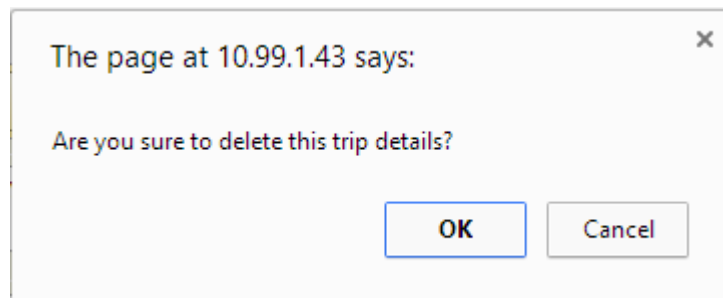 The page at 10.99.1.43 says:
Are you sure to delete this trip details?
OK Cancel